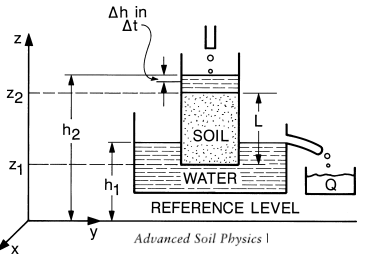 Δh in
Δt
z
z2
h2
L
SOIL
z1
h1
WATER
Q
REFERENCE LEVEL
y
x
Advanced Soil Physics |